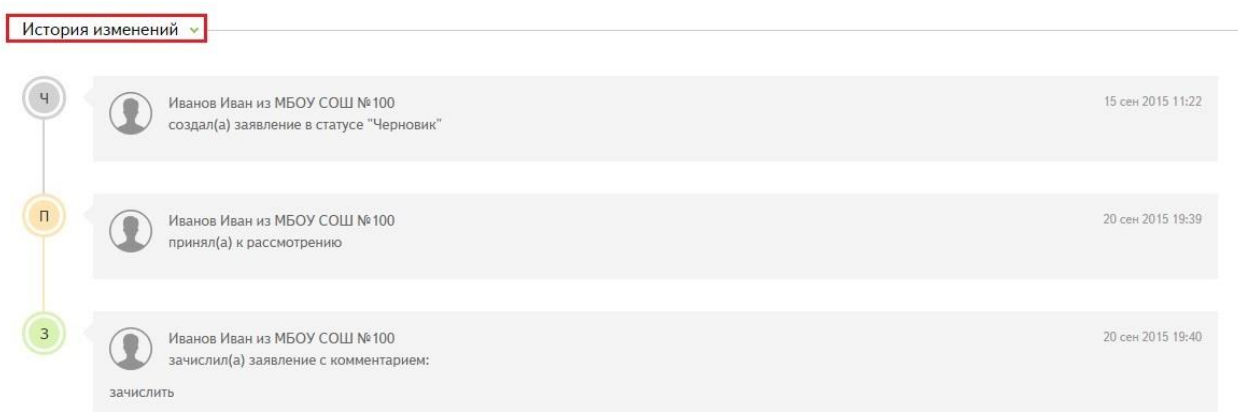 История изменений
Ч
Иванов Иван из МБОУ СОШ №100
15 сен 2015 11:22
создал(а) заявление в статусе "Черновик"
П
Иванов Иван из МБОУ СОШ №100
20 сен 2015 19:39
принял(а) к рассмотрению
З
Иванов Иван из МБОУ СОШ №100
20 сен 2015 19:40
зачислил(а) заявление с комментарием:
зачислить